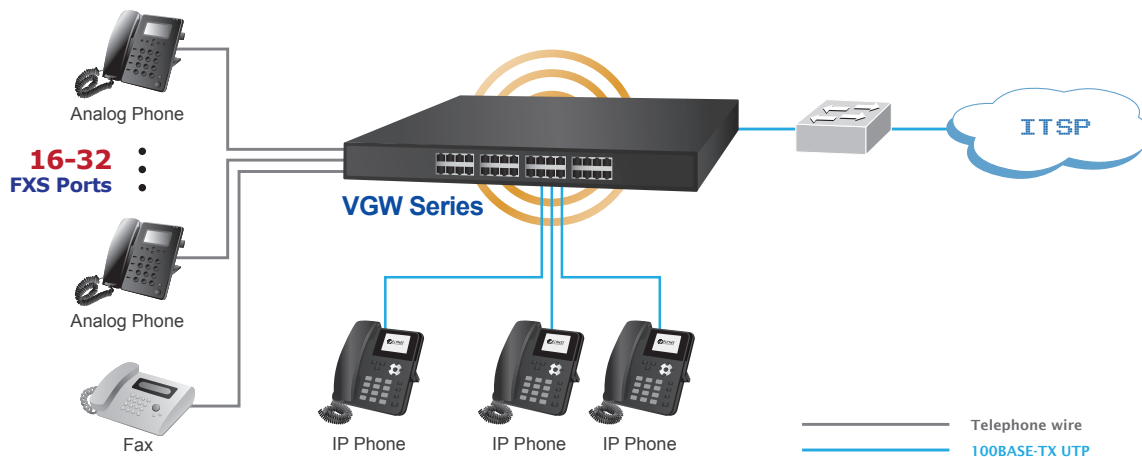 Analog Phone
16-32
FXS Ports
Analog Phone
Fax
VGW Series
IP Phone
IP Phone
IP Phone
ITSP
Telephone wire
100BASE-TX UTP